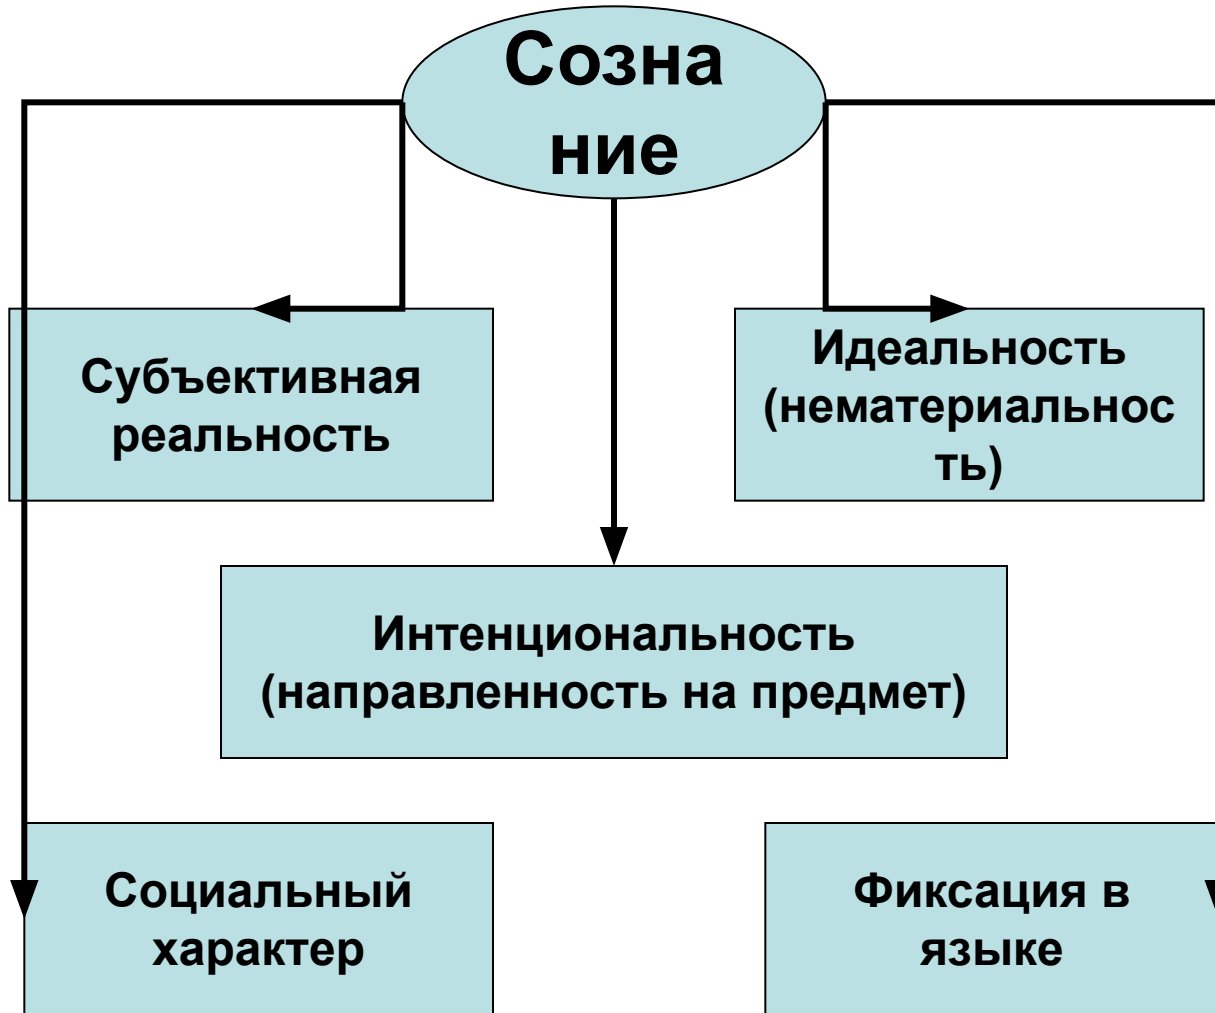 Созна
ние
Субъективная
реальность
Идеальность
(нематериальнос
ть)
Интенциональность
(направленность на предмет)
Социальный
характер
Фиксация в
языке